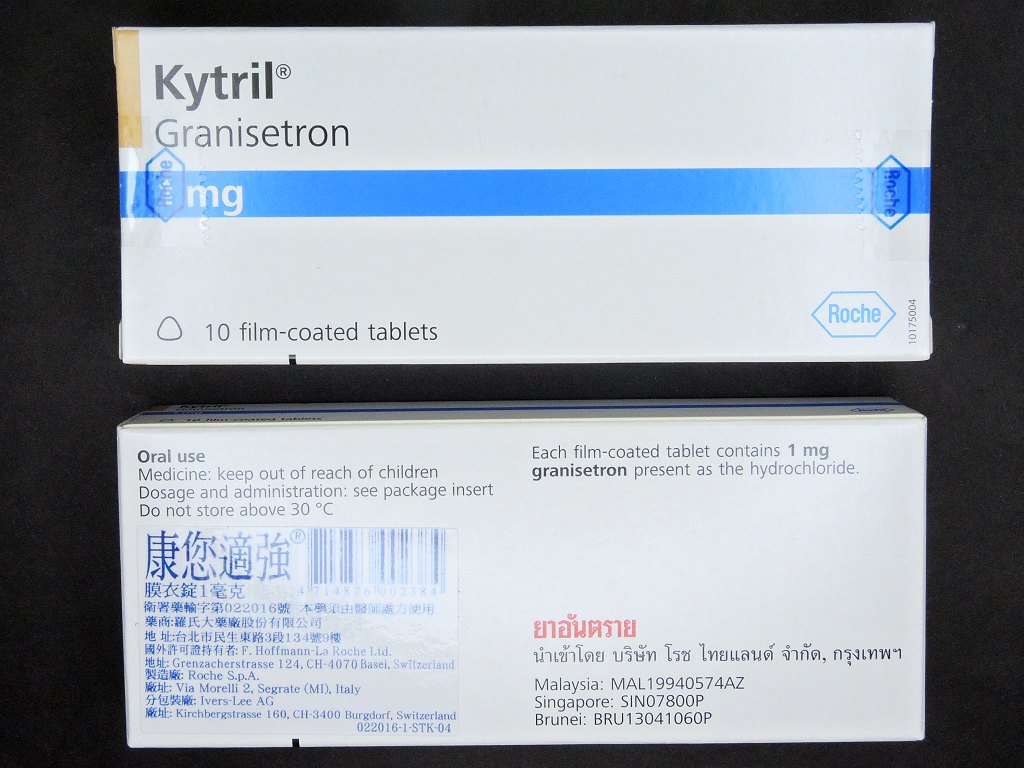 Kytril®
Granisetron
mg
Roche
Roche
10 film-coated tablets
Roche
10175004
10 film-coated tablets
Oral use
Medicine: keep out of reach of children
Dosage and administration: see package insert
Do not store above 30 °C
Each film-coated tablet contains 1 mg
granisetron present as the hydrochloride.
康您適強®
4 714876 002384
膜衣錠1毫克
衛署藥輸字第022016號 本藥須由醫師處方使用
藥商:羅氏大藥廠股份有限公司
地 址:台北市民生東路3段134號9樓
國外許可證持有者: F. Hoffmann-La Roche Ltd.
地址: Grenzacherstrasse 124, CH-4070 Basel, Switzerland
製造廠: Roche S.p.A.
廠址: Via Morelli 2, Segrate (MI), Italy
分包裝廠: Ivers-Lee AG
廠址: Kirchbergstrasse 160, CH-3400 Burgdorf, Switzerland
022016-1-STK-04
ยาอันตราย
นำเข้าโดย บริษัท โรช ไทยแลนด์ จำกัด, กรุงเทพฯ
Malaysia: MAL19940574AZ
Singapore: SIN07800P
Brunei: BRU13041060P